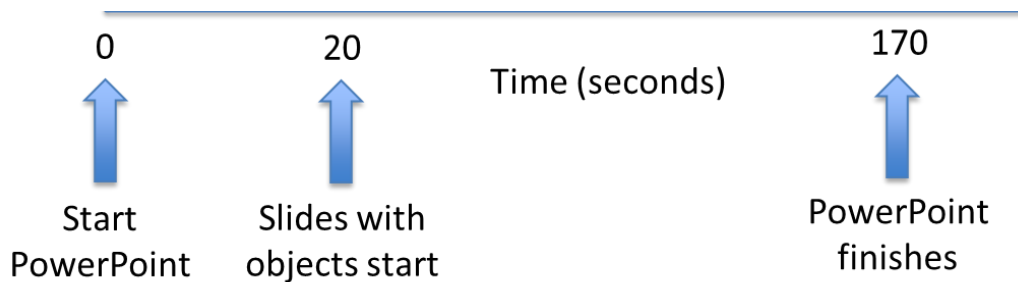 0
20
170
Time (seconds)
Start
PowerPoint
Slides with
objects start
PowerPoint
finishes